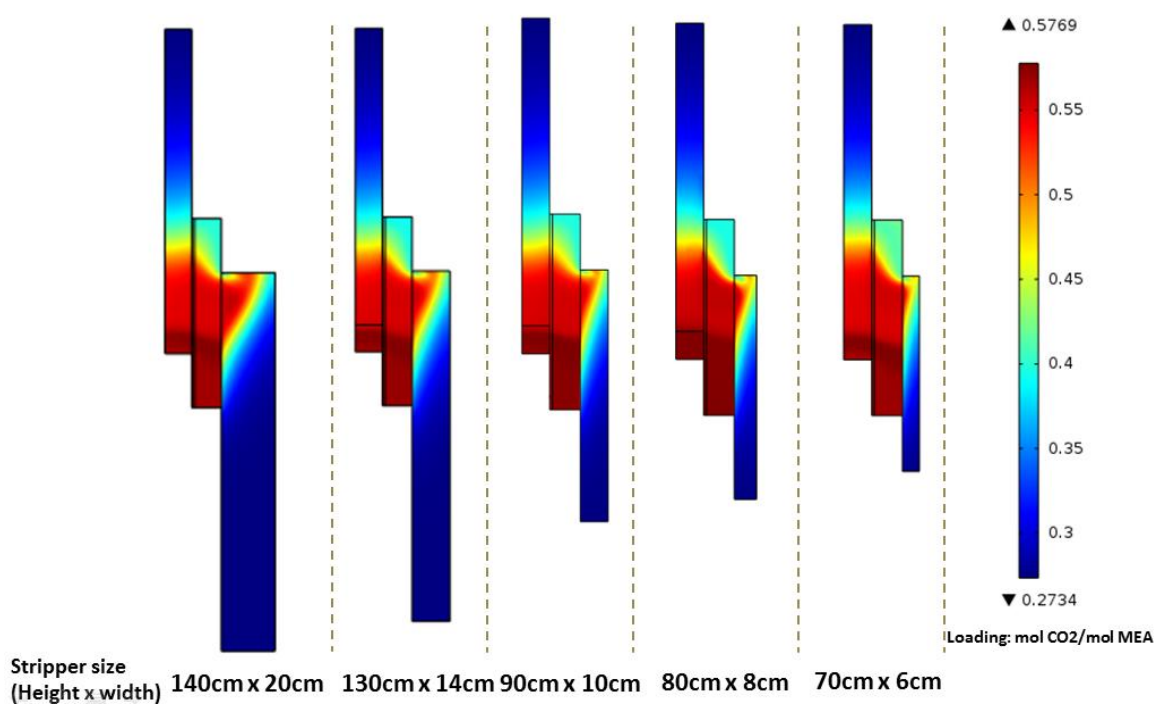 ▲ 0.5769
0.55
0.5
0.45
0.4
0.35
0.3
▼ 0.2734
Loading: mol CO2/mol MEA
Stripper size
(Height x width)
140cm x 20cm
130cm x 14cm
90cm x 10cm
80cm x 8cm
70cm x 6cm